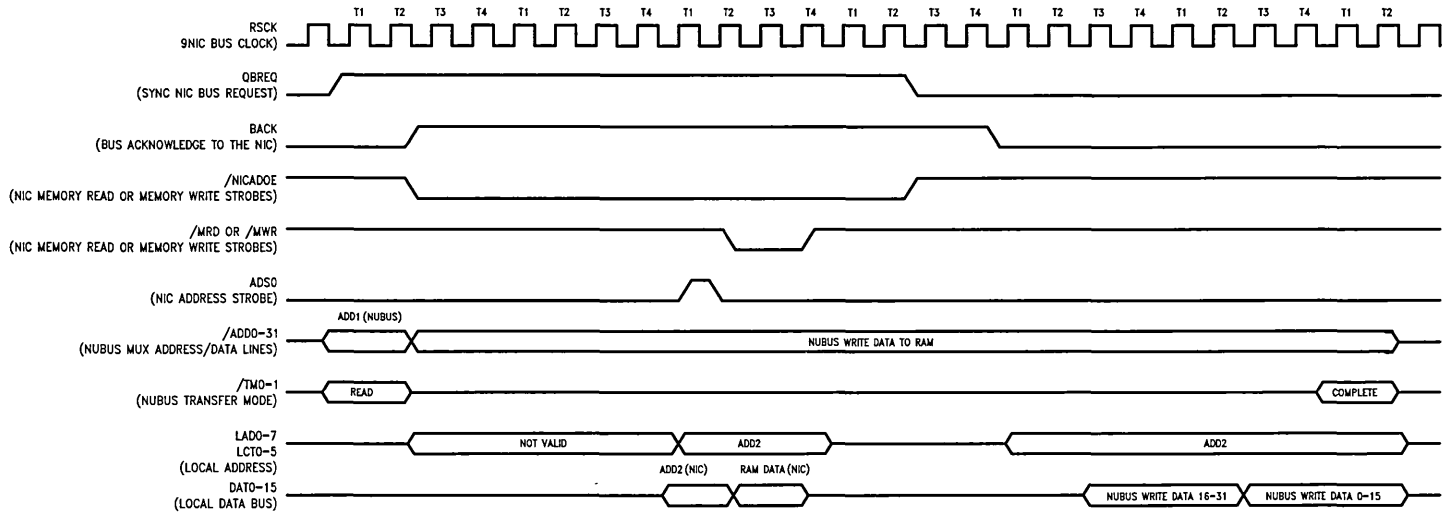 T1 T2 T3 T4 T1 T2 T3 T4 T1 T2 T3 T4 T1 T2 T3 T4 T1 T2 T3 T4 T1 T2 T3 T4 T1 T2
RSCK
9NIC BUS CLOCK)
QBREQ
(SYNC NIC BUS REQUEST)
BACK
(BUS ACKNOWLEDGE TO THE NIC)
/NICADOE
(NIC MEMORY READ OR MEMORY WRITE STROBES)
/MRD OR /MWR
(NIC MEMORY READ OR MEMORY WRITE STROBES)
ADS0
(NIC ADDRESS STROBE)
ADD1 (NUBUS)
/ADD0-31
(NUBUS MUX ADDRESS/DATA LINES)
NUBUS WRITE DATA TO RAM
/TM0-1
(NUBUS TRANSFER MODE)
READ
COMPLETE
LAD0-7
LCT0-5
(LOCAL ADDRESS)
NOT VALID
ADD2
ADD2
ADD2 (NIC)
RAM DATA (NIC)
DAT0-15
(LOCAL DATA BUS)
NUBUS WRITE DATA 16-31
NUBUS WRITE DATA 0-15